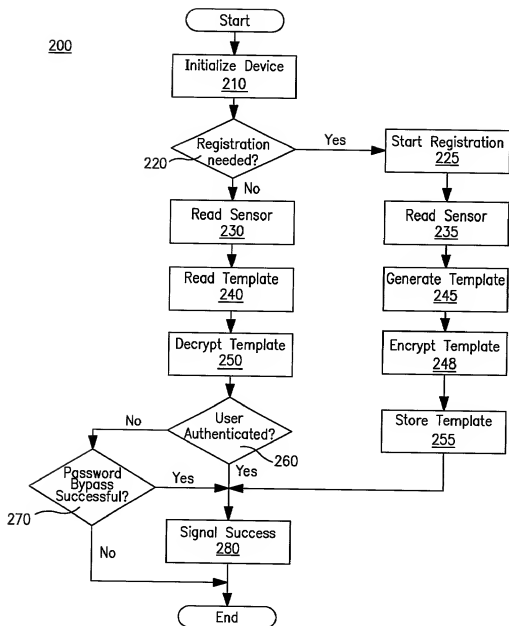 Start
200
Initialize Device
210
Registration
needed?
220
Yes
Start Registration
225
No
Read Sensor
230
Read Sensor
235
Read Template
240
Generate Template
245
Decrypt Template
250
Encrypt Template
248
No
User
Authenticated?
260
Store Template
255
Password
Bypass
Successful?
270
Yes
Yes
Signal Success
280
No
End